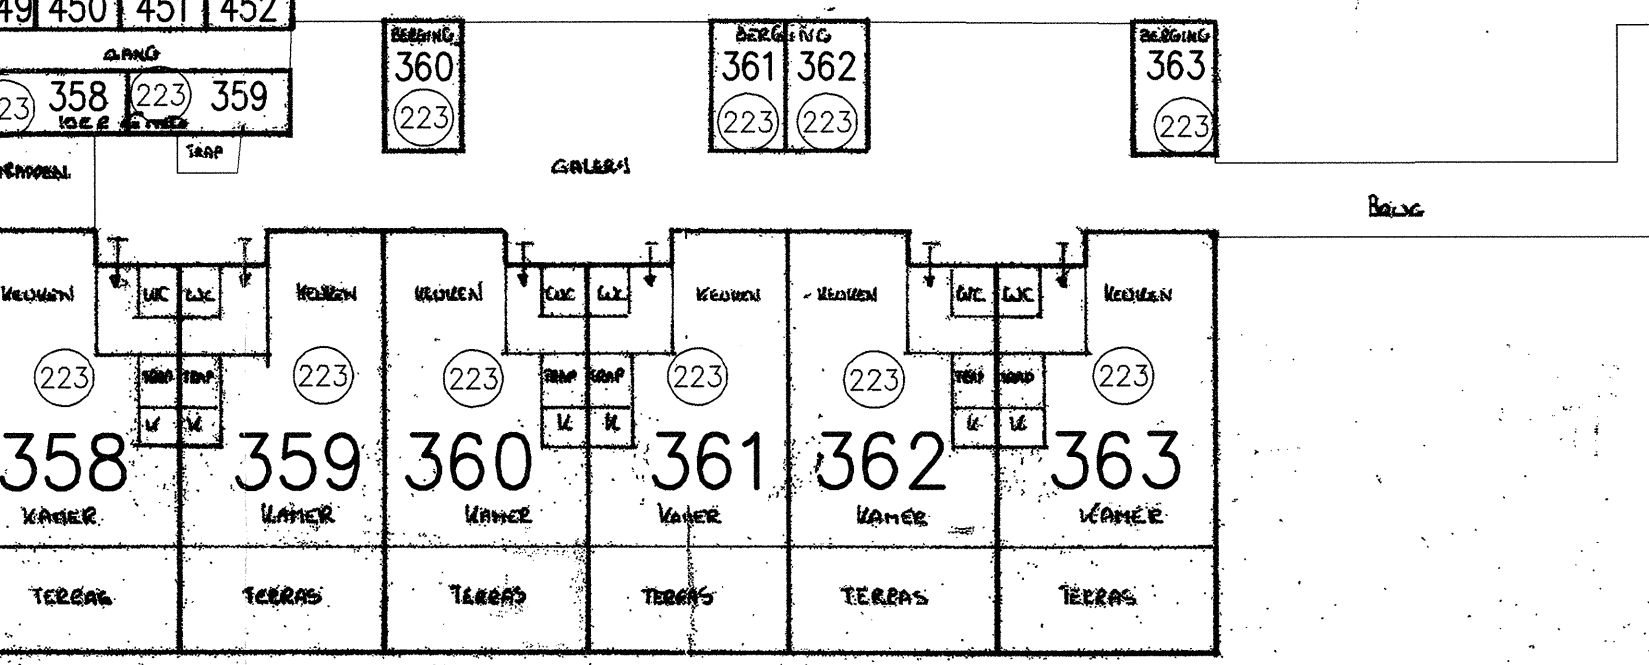 49 450 451 452
GANG
BERGING
BERGING
BERGING
360
361 362
363
358 223 359
23
223
223 223
223
TRAP
GALERIJ
BRUG
KEUKEN WC WC KEUKEN KEUKEN WC WC KEUKEN KEUKEN WC WC KEUKEN
223 223 223 223 223 223
TRAP TRAP TRAP TRAP TRAP TRAP
K K K K K K
358 359 360 361 362 363
KAMER KAMER KAMER KAMER KAMER KAMER
TERRAS TERRAS TERRAS TERRAS TERRAS TERRAS